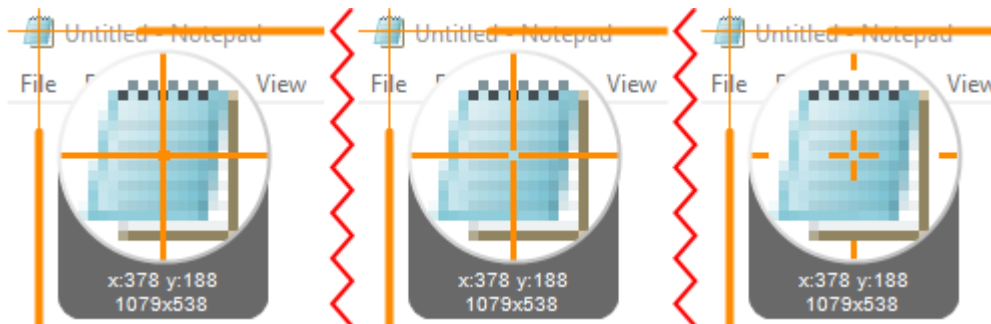 Untitled - Notepad
Untitled - Notepad
Untitled - Notepad
File View
File View
File View
x:378 y:188
1079x538
x:378 y:188
1079x538
x:378 y:188
1079x538